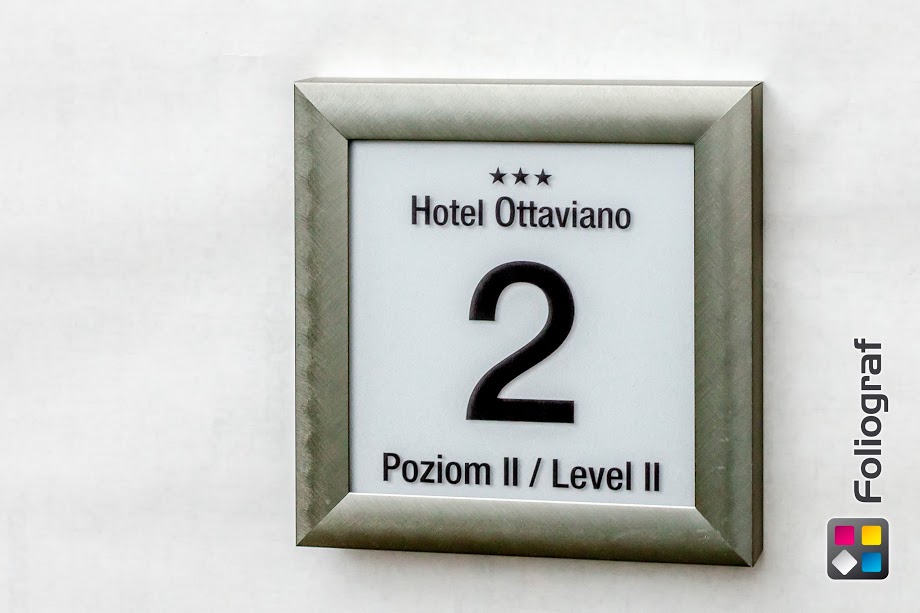 ★★★
Hotel Ottaviano
2
Poziom II / Level II
Foliograf